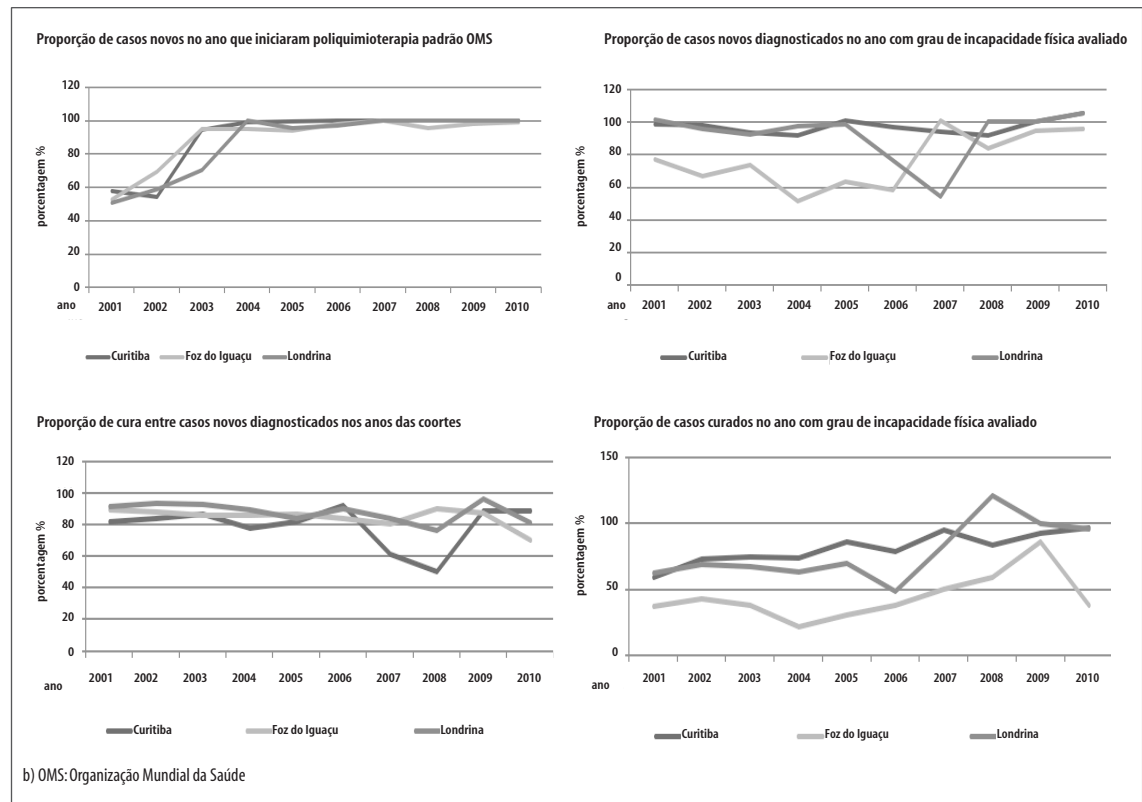 Proporção de casos novos no ano que iniciaram poliquimioterapia padrão OMS
porcentagem %
120
100
80
60
40
20
0
ano
2001 2002 2003 2004 2005 2006 2007 2008 2009 2010
Curitiba Foz do Iguaçu Londrina
Proporção de casos novos diagnosticados no ano com grau de incapacidade física avaliado
porcentagem %
120
100
80
60
40
20
0
ano
2001 2002 2003 2004 2005 2006 2007 2008 2009 2010
Curitiba Foz do Iguaçu Londrina
Proporção de cura entre casos novos diagnosticados nos anos das coortes
porcentagem %
120
100
80
60
40
20
0
ano
2001 2002 2003 2004 2005 2006 2007 2008 2009 2010
Curitiba Foz do Iguaçu Londrina
Proporção de casos curados no ano com grau de incapacidade física avaliado
porcentagem %
150
100
50
0
ano
2001 2002 2003 2004 2005 2006 2007 2008 2009 2010
Curitiba Foz do Iguaçu Londrina
b) OMS: Organização Mundial da Saúde